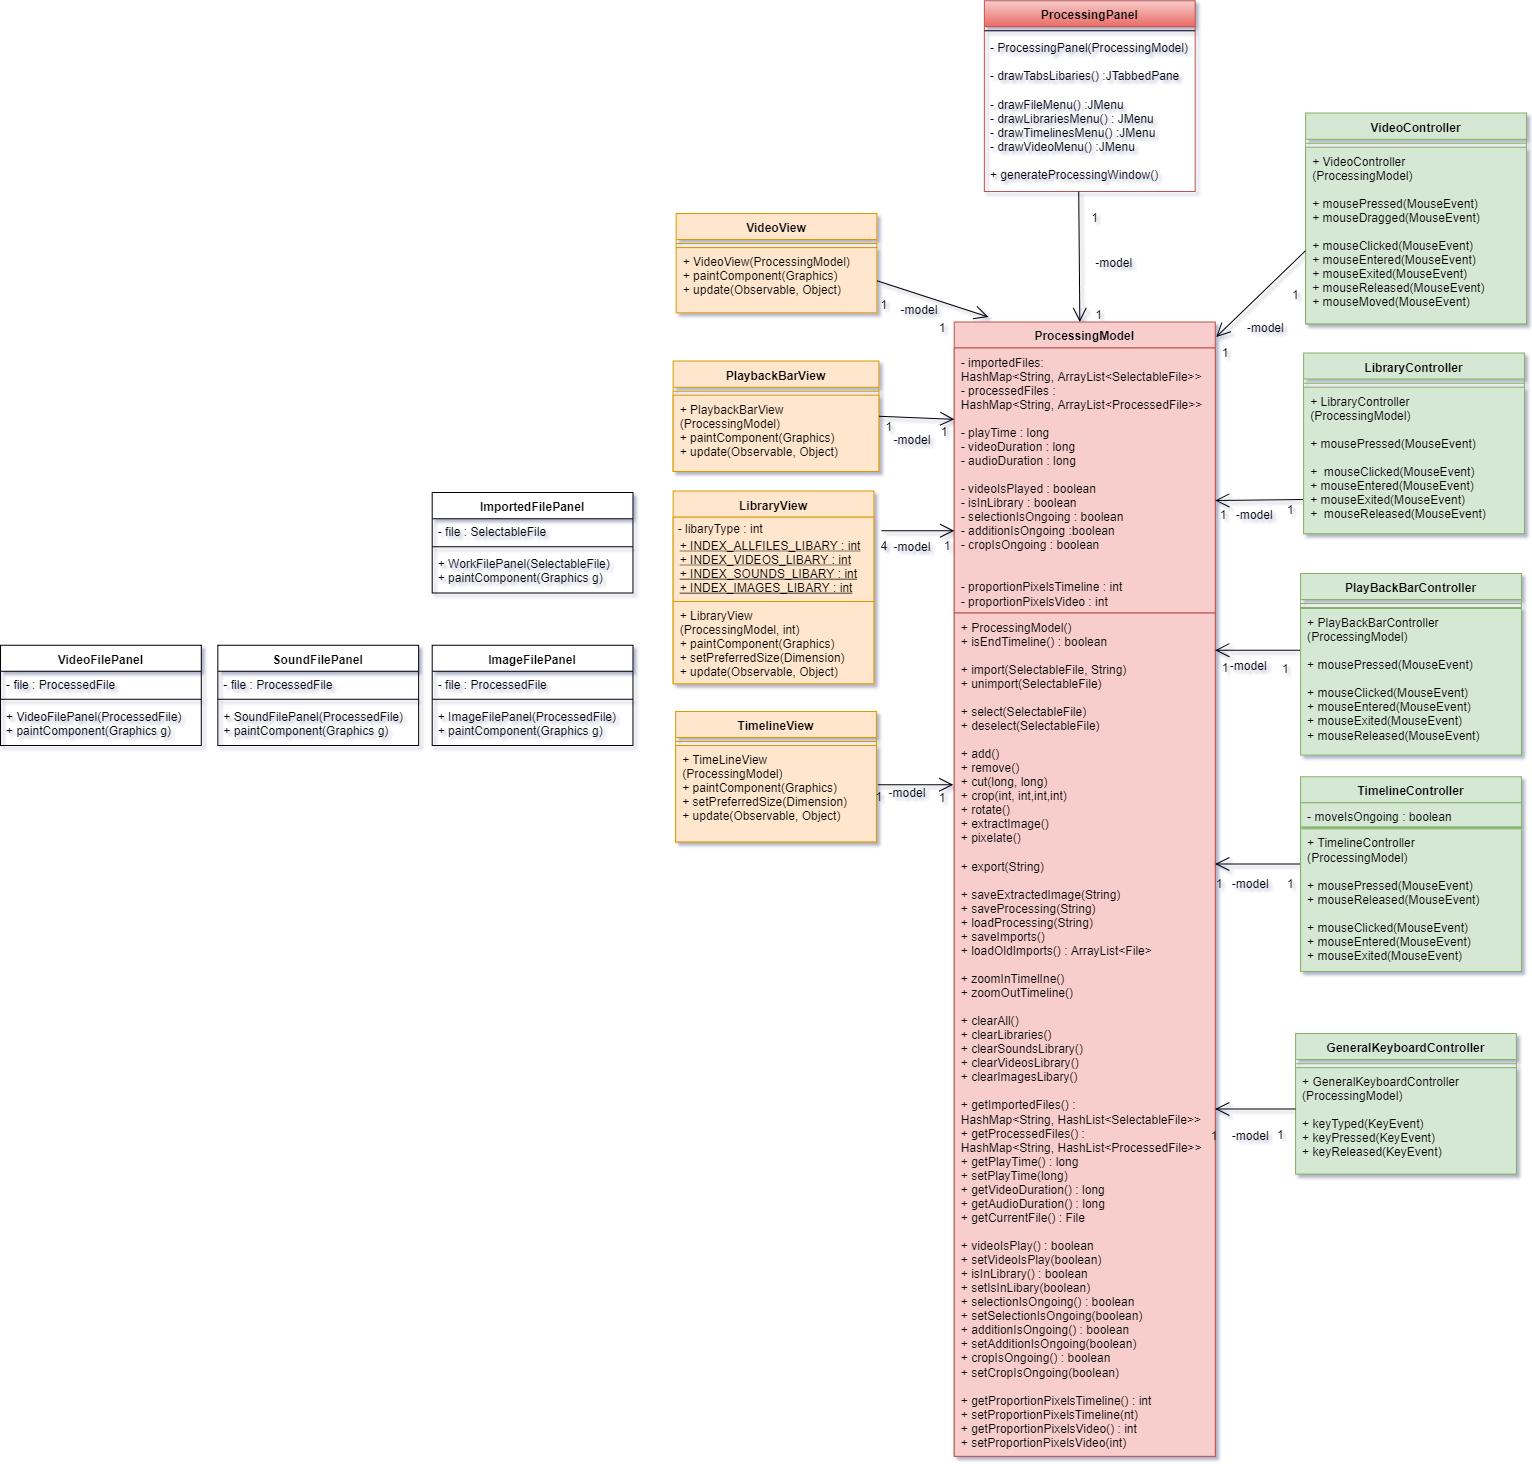 ProcessingPanel
- ProcessingPanel(ProcessingModel)
- drawTabsLibaries() :JTabbedPane
- drawFileMenu() :JMenu
- drawLibrariesMenu() : JMenu
- drawTimelinesMenu() :JMenu
- drawVideoMenu() :JMenu
+ generateProcessingWindow()
1
-model
1
VideoView
+ VideoView(ProcessingModel)
+ paintComponent(Graphics)
+ update(Observable, Object)
1
-model
1
PlaybackBarView
+ PlaybackBarView
(ProcessingModel)
+ paintComponent(Graphics)
+ update(Observable, Object)
1
-model
1
LibraryView
- libaryType : int
+ INDEX_ALLFILES_LIBARY : int
+ INDEX_VIDEOS_LIBARY : int
+ INDEX_SOUNDS_LIBARY : int
+ INDEX_IMAGES_LIBARY : int
+ LibraryView
(ProcessingModel, int)
+ paintComponent(Graphics)
+ setPreferredSize(Dimension)
+ update(Observable, Object)
4
-model
1
TimelineView
+ TimeLineView
(ProcessingModel)
+ paintComponent(Graphics)
+ setPreferredSize(Dimension)
+ update(Observable, Object)
1
-model
1
ImportedFilePanel
- file : SelectableFile
+ WorkFilePanel(SelectableFile)
+ paintComponent(Graphics g)
VideoFilePanel
- file : ProcessedFile
+ VideoFilePanel(ProcessedFile)
+ paintComponent(Graphics g)
SoundFilePanel
- file : ProcessedFile
+ SoundFilePanel(ProcessedFile)
+ paintComponent(Graphics g)
ImageFilePanel
- file : ProcessedFile
+ ImageFilePanel(ProcessedFile)
+ paintComponent(Graphics g)
ProcessingModel
- importedFiles:
HashMap<String, ArrayList<SelectableFile>>
- processedFiles :
HashMap<String, ArrayList<ProcessedFile>>
- playTime : long
- videoDuration : long
- audioDuration : long
- videoIsPlayed : boolean
- isInLibrary : boolean
- selectionIsOngoing : boolean
- additionIsOngoing :boolean
- cropIsOngoing : boolean
- proportionPixelsTimeline : int
- proportionPixelsVideo : int
+ ProcessingModel()
+ isEndTimeline() : boolean
+ import(SelectableFile, String)
+ unimport(SelectableFile)
+ select(SelectableFile)
+ deselect(SelectableFile)
+ add()
+ remove()
+ cut(long, long)
+ crop(int, int,int,int)
+ rotate()
+ extractImage()
+ pixelate()
+ export(String)
+ saveExtractedImage(String)
+ saveProcessing(String)
+ loadProcessing(String)
+ saveImports()
+ loadOldImports() : ArrayList<File>
+ zoomInTimelIne()
+ zoomOutTimeline()
+ clearAll()
+ clearLibraries()
+ clearSoundsLibrary()
+ clearVideosLibrary()
+ clearImagesLibary()
+ getImportedFiles() :
HashMap<String, HashList<SelectableFile>>
+ getProcessedFiles() :
HashMap<String, HashList<ProcessedFile>>
+ getPlayTime() : long
+ setPlayTime(long)
+ getVideoDuration() : long
+ getAudioDuration() : long
+ getCurrentFile() : File
+ videoIsPlay() : boolean
+ setVideoIsPlay(boolean)
+ isInLibrary() : boolean
+ setIsInLibary(boolean)
+ selectionIsOngoing() : boolean
+ setSelectionIsOngoing(boolean)
+ additionIsOngoing() : boolean
+ setAdditionIsOngoing(boolean)
+ cropIsOngoing() : boolean
+ setCropIsOngoing(boolean)
+ getProportionPixelsTimeline() : int
+ setProportionPixelsTimeline(nt)
+ getProportionPixelsVideo() : int
+ setProportionPixelsVideo(int)
VideoController
+ VideoController
(ProcessingModel)
+ mousePressed(MouseEvent)
+ mouseDragged(MouseEvent)
+ mouseClicked(MouseEvent)
+ mouseEntered(MouseEvent)
+ mouseExited(MouseEvent)
+ mouseReleased(MouseEvent)
+ mouseMoved(MouseEvent)
1
-model
1
LibraryController
+ LibraryController
(ProcessingModel)
+ mousePressed(MouseEvent)
+ mouseClicked(MouseEvent)
+ mouseEntered(MouseEvent)
+ mouseExited(MouseEvent)
+ mouseReleased(MouseEvent)
1
-model
1
PlayBackBarController
+ PlayBackBarController
(ProcessingModel)
+ mousePressed(MouseEvent)
+ mouseClicked(MouseEvent)
+ mouseEntered(MouseEvent)
+ mouseExited(MouseEvent)
+ mouseReleased(MouseEvent)
1
-model
1
TimelineController
- moveIsOngoing : boolean
+ TimelineController
(ProcessingModel)
+ mousePressed(MouseEvent)
+ mouseReleased(MouseEvent)
+ mouseClicked(MouseEvent)
+ mouseEntered(MouseEvent)
+ mouseExited(MouseEvent)
1
-model
1
GeneralKeyboardController
+ GeneralKeyboardController
(ProcessingModel)
+ keyTyped(KeyEvent)
+ keyPressed(KeyEvent)
+ keyReleased(KeyEvent)
1
-model
1